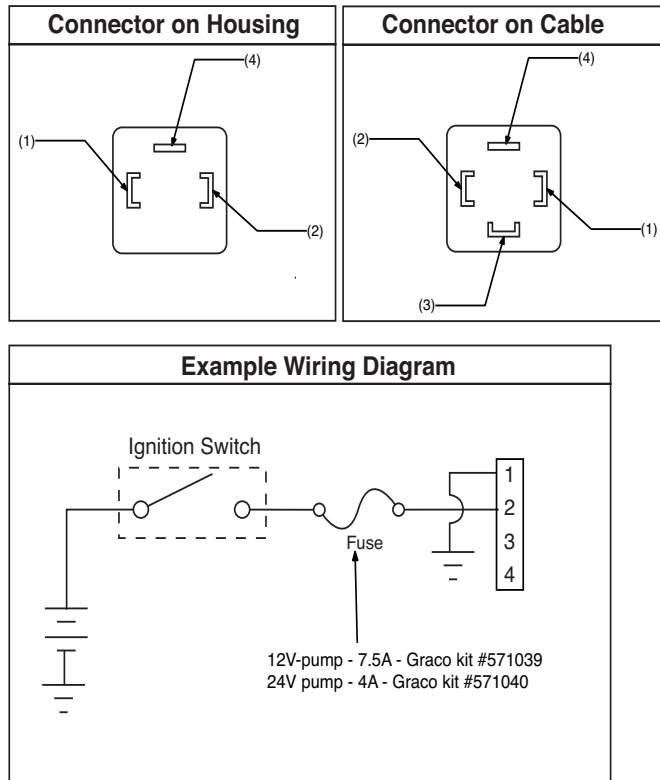 Connector on Housing
(4)
(1)
(2)
Connector on Cable
(4)
(2)
(1)
(3)
Example Wiring Diagram
Ignition Switch
Fuse
1
2
3
4
12V-pump - 7.5A - Graco kit #571039
24V pump - 4A - Graco kit #571040